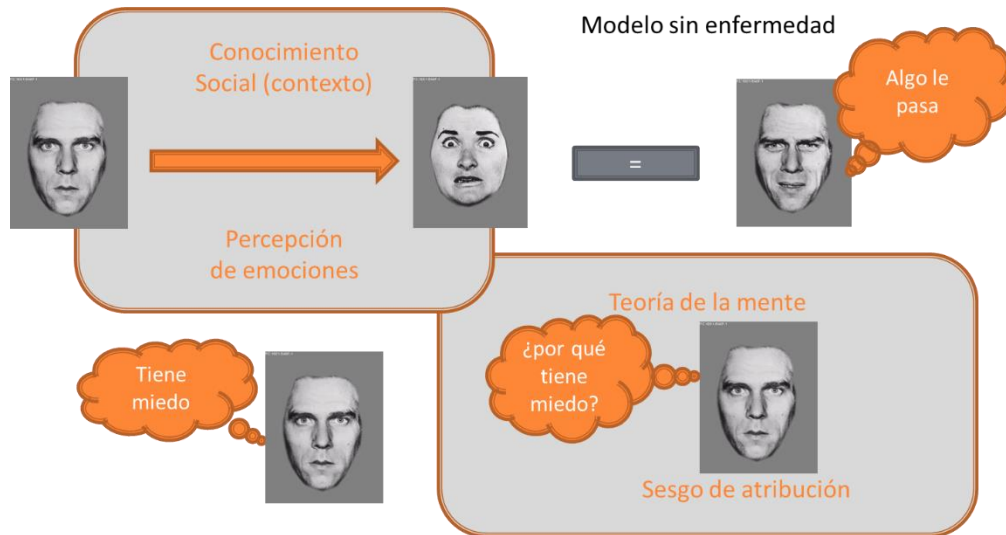 Modelo sin enfermedad
Conocimiento
Social (contexto)
Algo le
pasa
=
Percepción
de emociones
Teoría de la mente
¿por qué
tiene
miedo?
Tiene
miedo
Sesgo de atribución